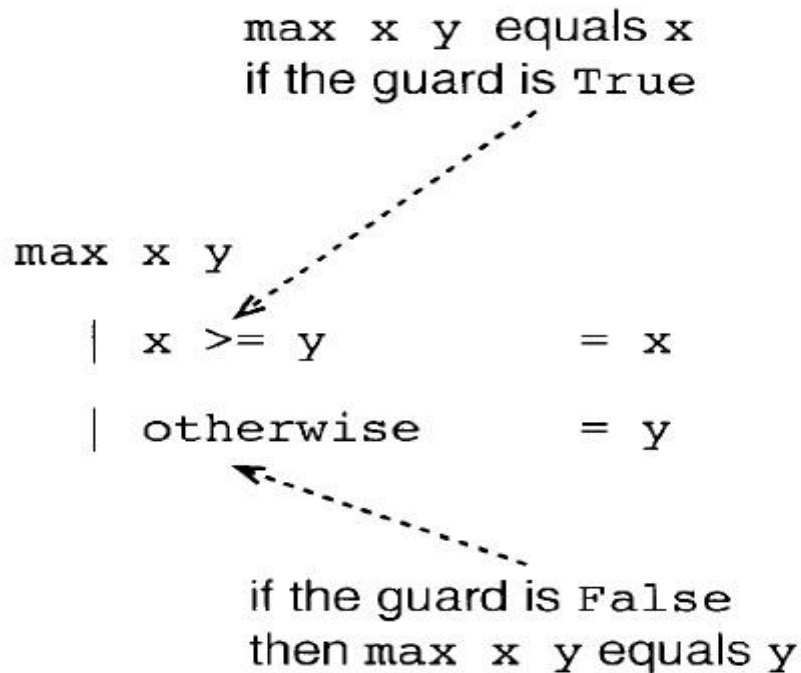 max x y equals x
if the guard is True
max x y
| x >= y = x
| otherwise = y
if the guard is False
then max x y equals y